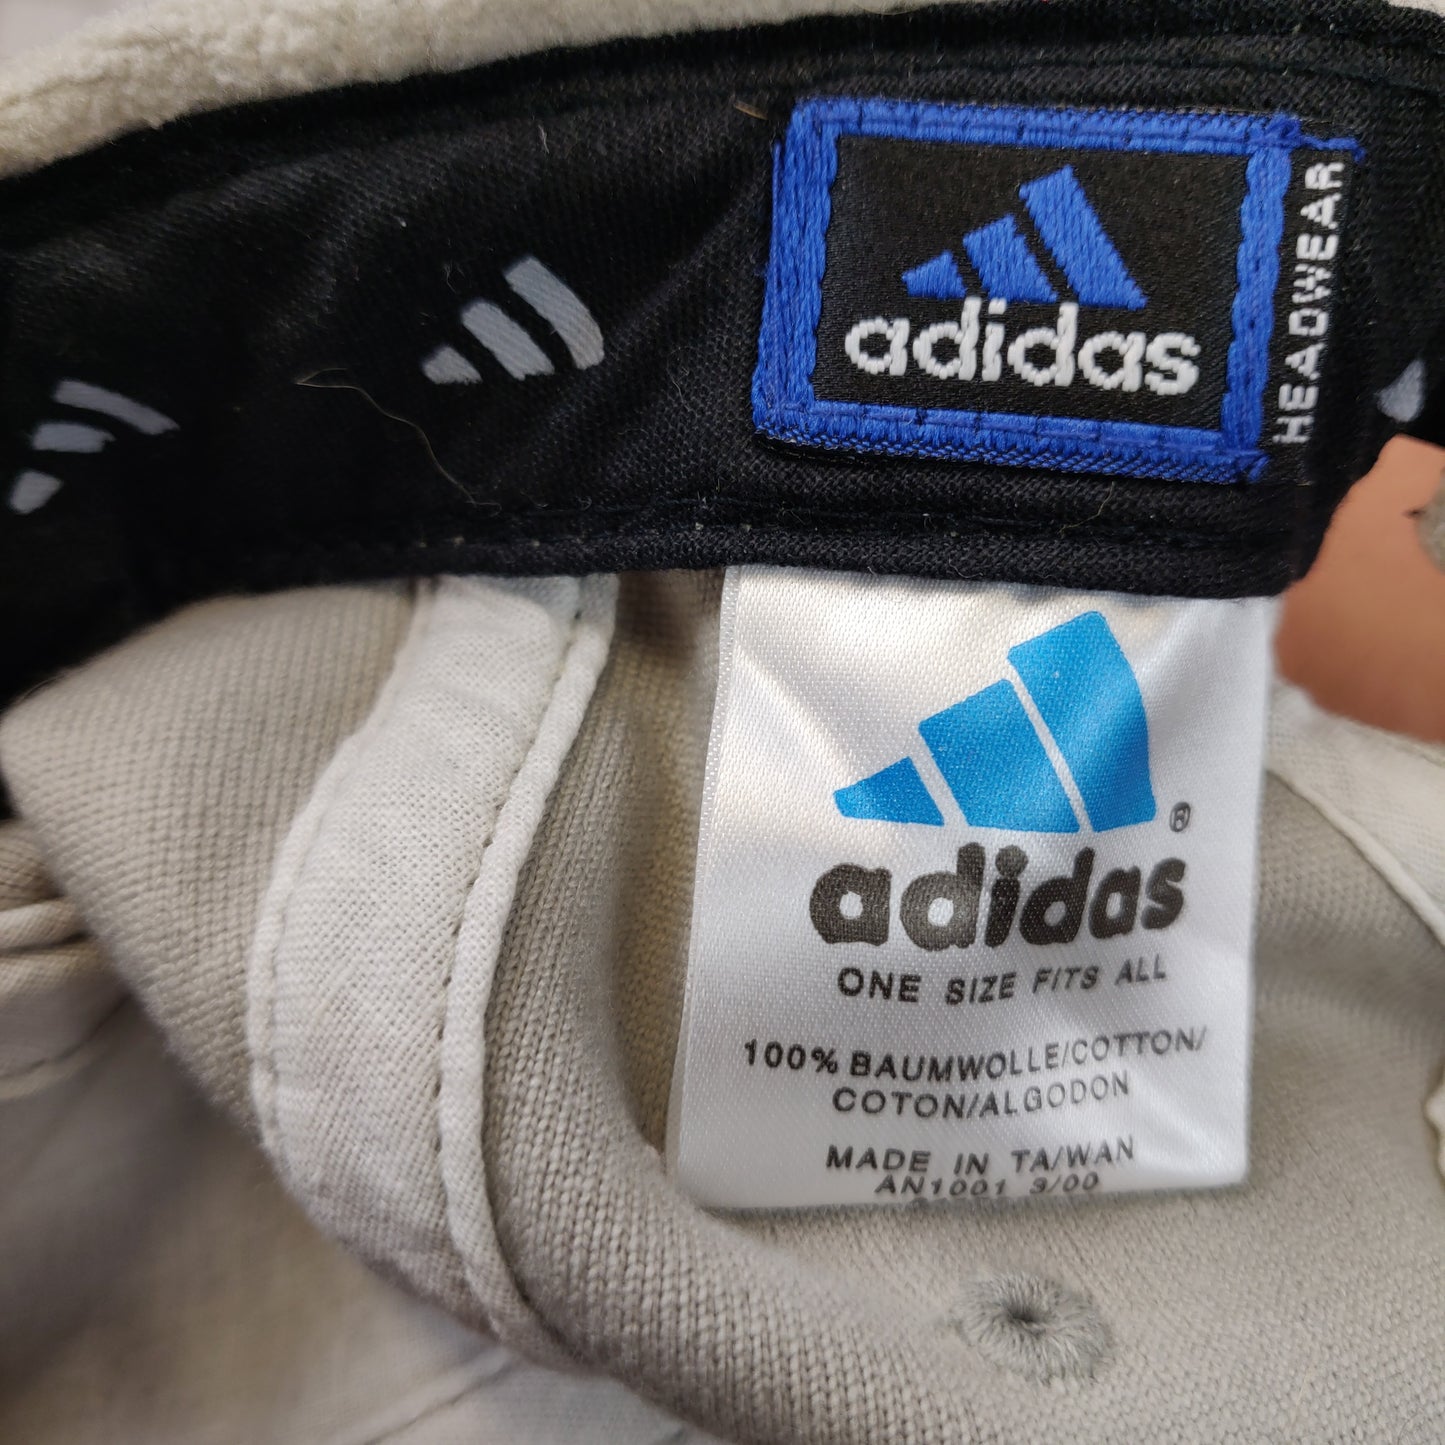 adidas
HEADWEAR
®
adidas
ONE SIZE FITS ALL
100% BAUMWOLLE/COTTON/
COTON/ALGODON
MADE IN TAIWAN
AN1001 3/00